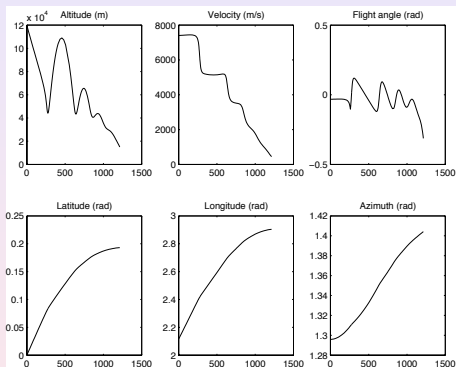 Altitude (m)
x 10 4
12
10
8
6
4
2
0
0 500 1000 1500
Velocity (m/s)
8000
6000
4000
2000
0
0 500 1000 1500
Flight angle (rad)
0.5
0
−0.5
0 500 1000 1500
Latitude (rad)
0.25
0.2
0.15
0.1
0.05
0
0 500 1000 1500
Longitude (rad)
3
2.8
2.6
2.4
2.2
2
0 500 1000 1500
Azimuth (rad)
1.42
1.4
1.38
1.36
1.34
1.32
1.3
1.28
0 500 1000 1500